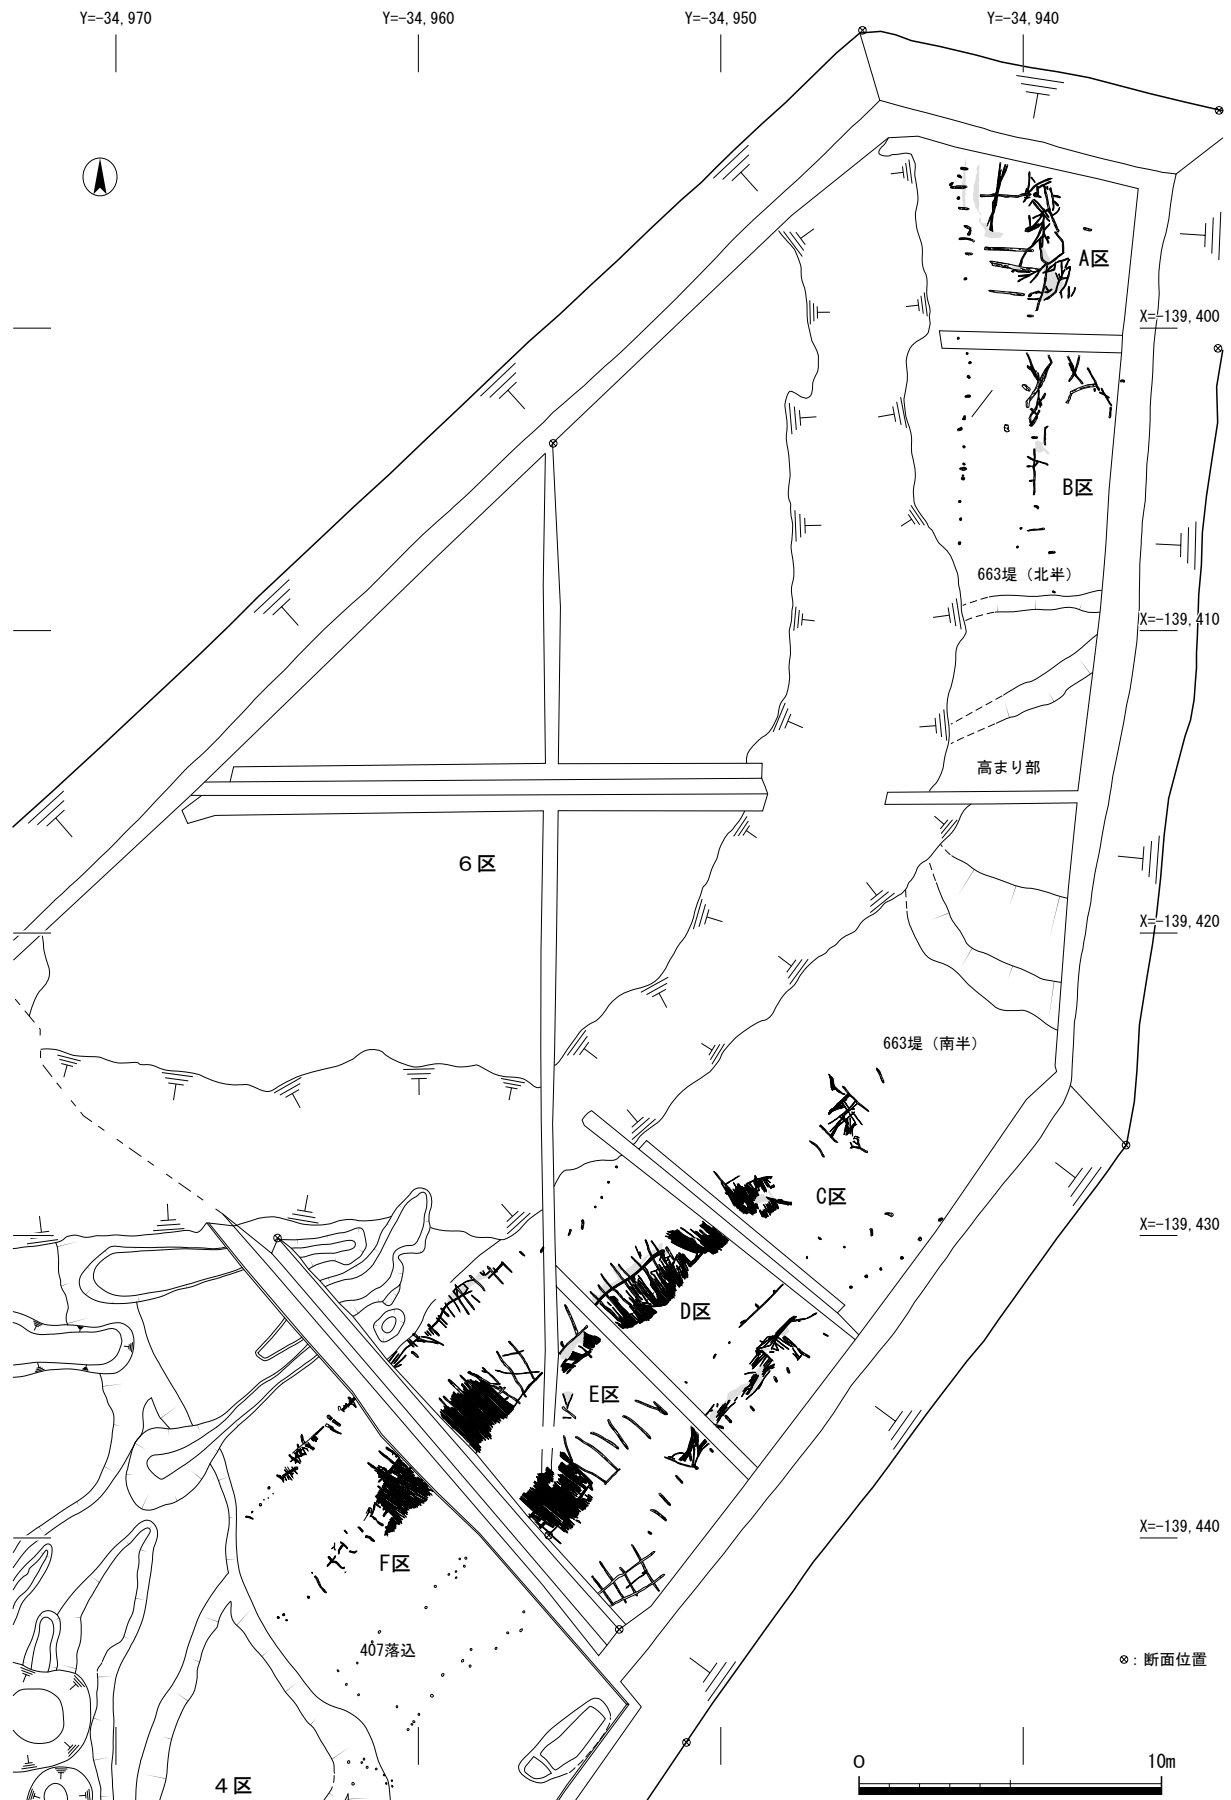 Y=-34,970
Y=-34,960
Y=-34,950
Y=-34,940
A区
X=-139,400
B区
663堤（北半）
X=-139,410
高まり部
6区
X=-139,420
663堤（南半）
C区
X=-139,430
D区
E区
X=-139,440
F区
407落込
⊗：断面位置
4区
0 10m